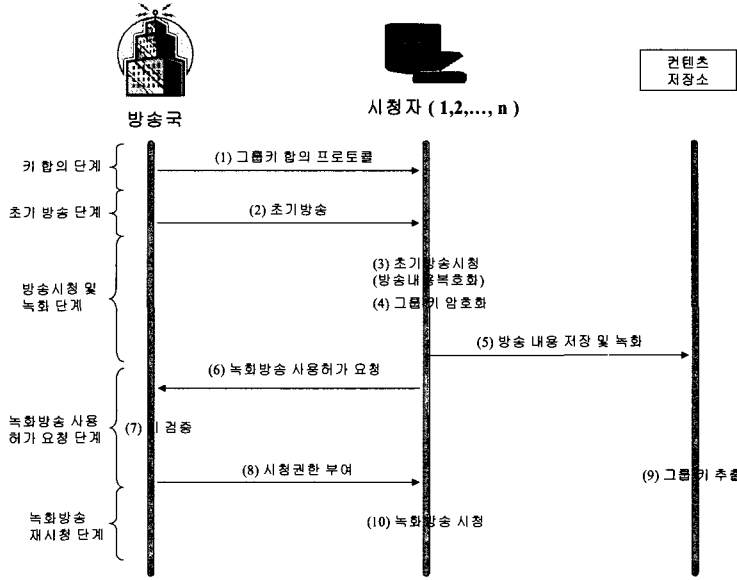 컨텐츠
저장소
방송국
시청자 ( 1,2,..., n )
키 합의 단계
(1) 그룹키 합의 프로토콜
초기 방송 단계
(2) 초기방송
방송시청 및
녹화 단계
(3) 초기방송시청
(방송내용복호화)
(4) 그룹 키 암호화
(5) 방송 내용 저장 및 녹화
녹화방송 사용
허가 요청 단계
(6) 녹화방송 사용허가 요청
(7) 키 검증
(8) 시청권한 부여
(9) 그룹 키 추출
녹화방송
재시청 단계
(10) 녹화방송 시청